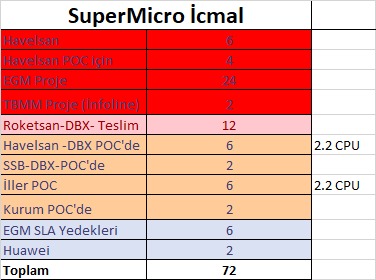 SuperMicro İcmal
Havelsan 6
Havelsan POC için 4
EGM Proje 24
TBMM Proje (İnfoline) 2
Roketsan-DBX- Teslim 12
Havelsan -DBX POC'de 6 2.2 CPU
SSB-DBX-POC'de 2
İller POC 6 2.2 CPU
Kurum POC'de 2
EGM SLA Yedekleri 6
Huawei 2
Toplam 72